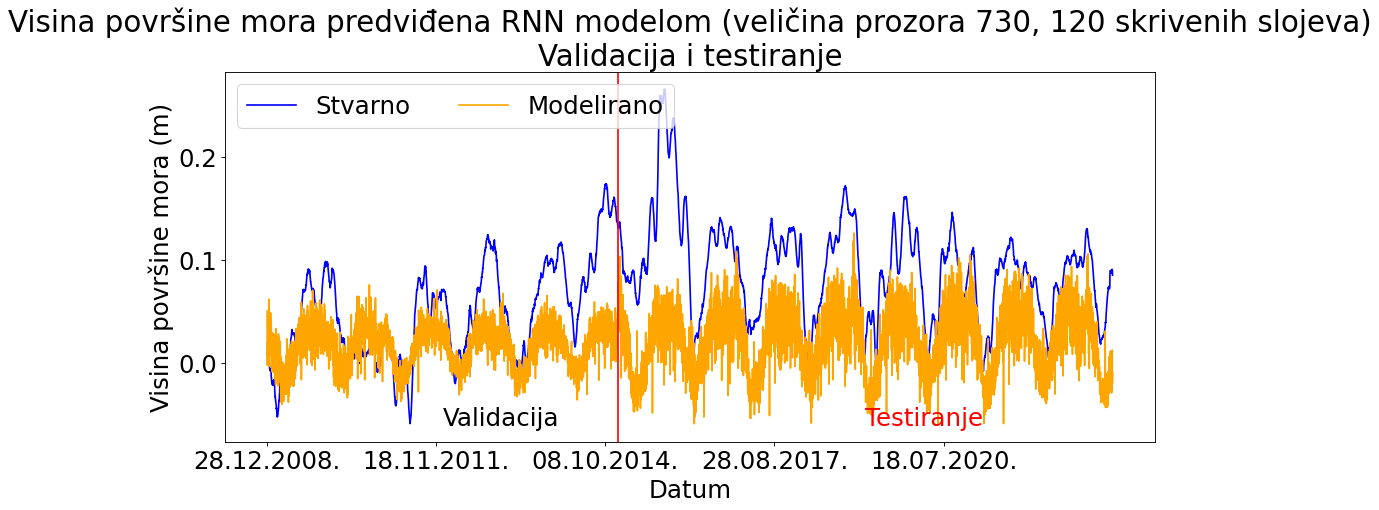 Visina površine mora predviđena RNN modelom (veličina prozora 730, 120 skrivenih slojeva)
Validacija i testiranje
Stvarno
Modelirano
Visina površine mora (m)
0.2
0.1
0.0
Validacija
Testiranje
28.12.2008.
18.11.2011.
08.10.2014.
28.08.2017.
18.07.2020.
Datum